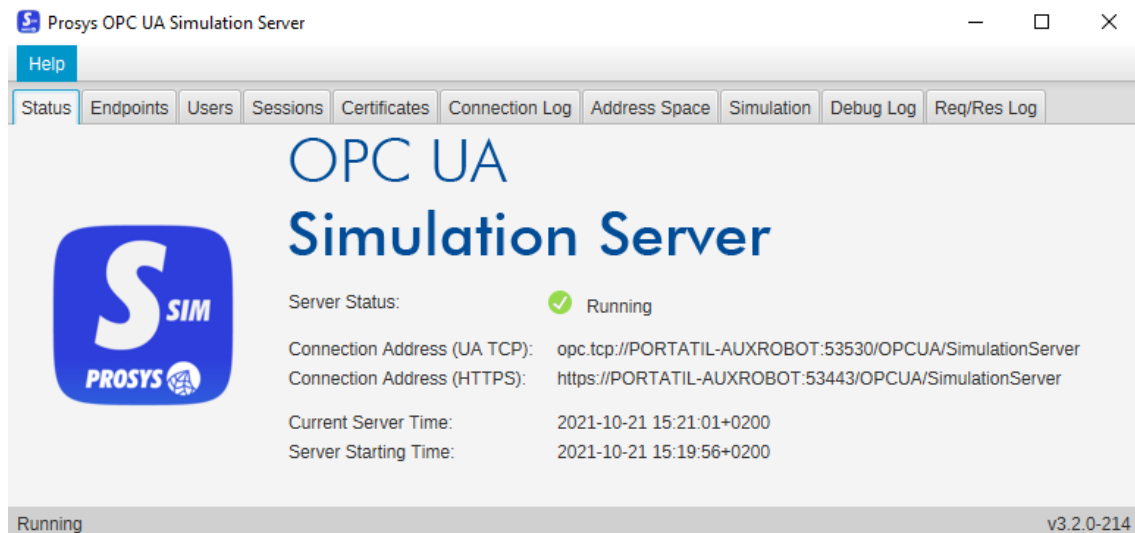 Prosys OPC UA Simulation Server
Help
Status Endpoints Users Sessions Certificates Connection Log Address Space Simulation Debug Log Req/Res Log
OPC UA
Simulation Server
S SIM
PROSYS
Server Status: Running
Connection Address (UA TCP): opc.tcp://PORTATIL-AUXROBOT:53530/OPCUA/SimulationServer
Connection Address (HTTPS): https://PORTATIL-AUXROBOT:53443/OPCUA/SimulationServer
Current Server Time: 2021-10-21 15:21:01+0200
Server Starting Time: 2021-10-21 15:19:56+0200
Running v3.2.0-214